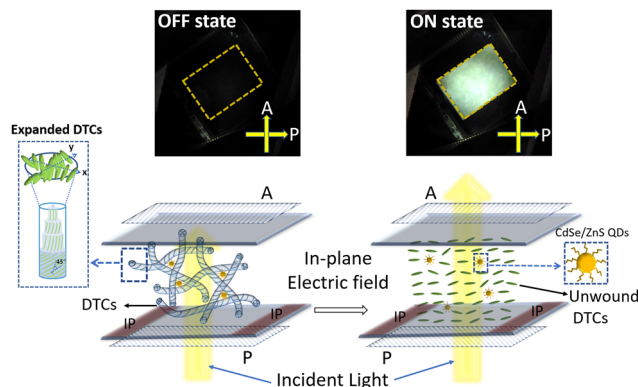 OFF state
ON state
A
P
A
P
Expanded DTCs
y
x
45°
A
A
CdSe/ZnS QDs
In-plane
Electric field
DTCs
Unwound
DTCs
IP
IP
IP
IP
P
P
Incident Light